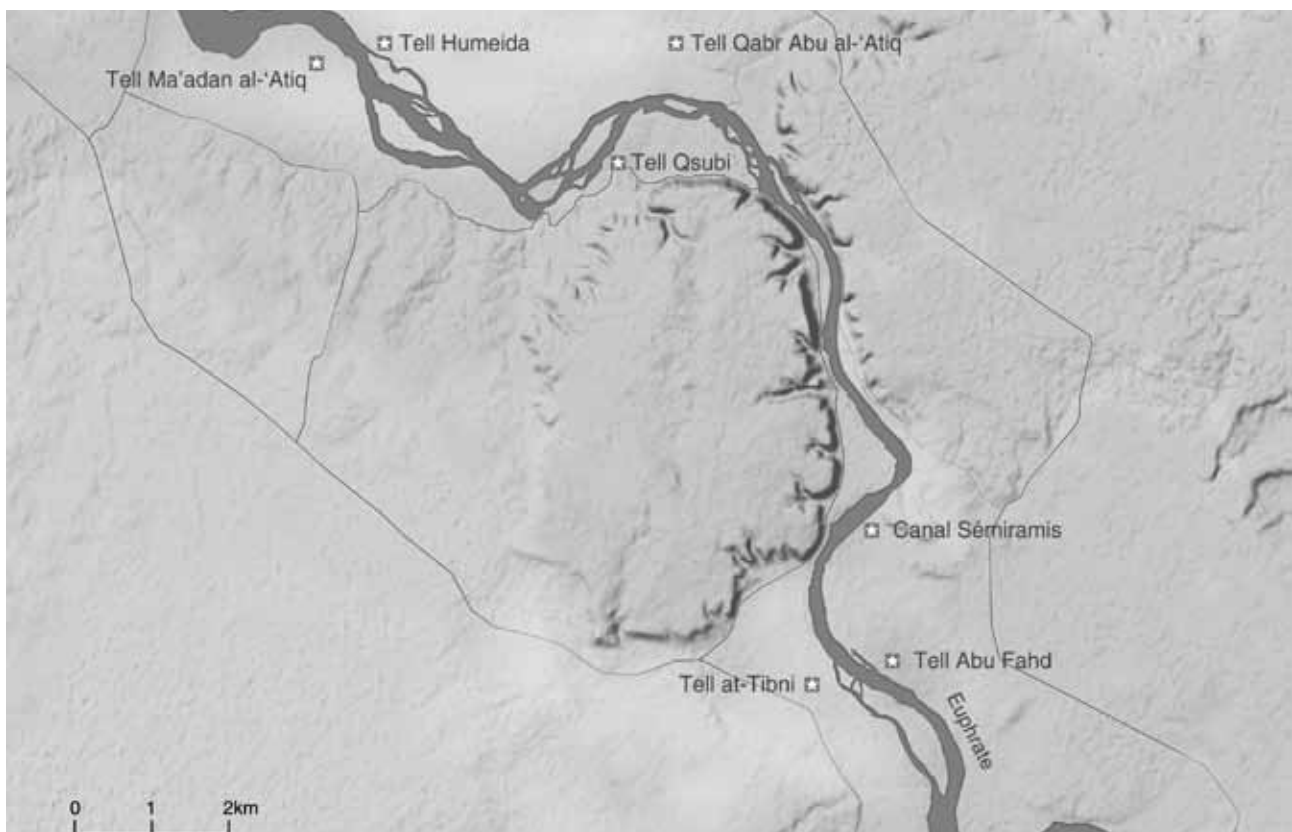 Tell Humeida
Tell Qabr Abu al-‘Atiq
Tell Ma’adan al-‘Atiq
Tell Qsubi
Canal Sémiramis
Tell Abu Fahd
Tell at-Tibni
Euphrate
0 1 2km